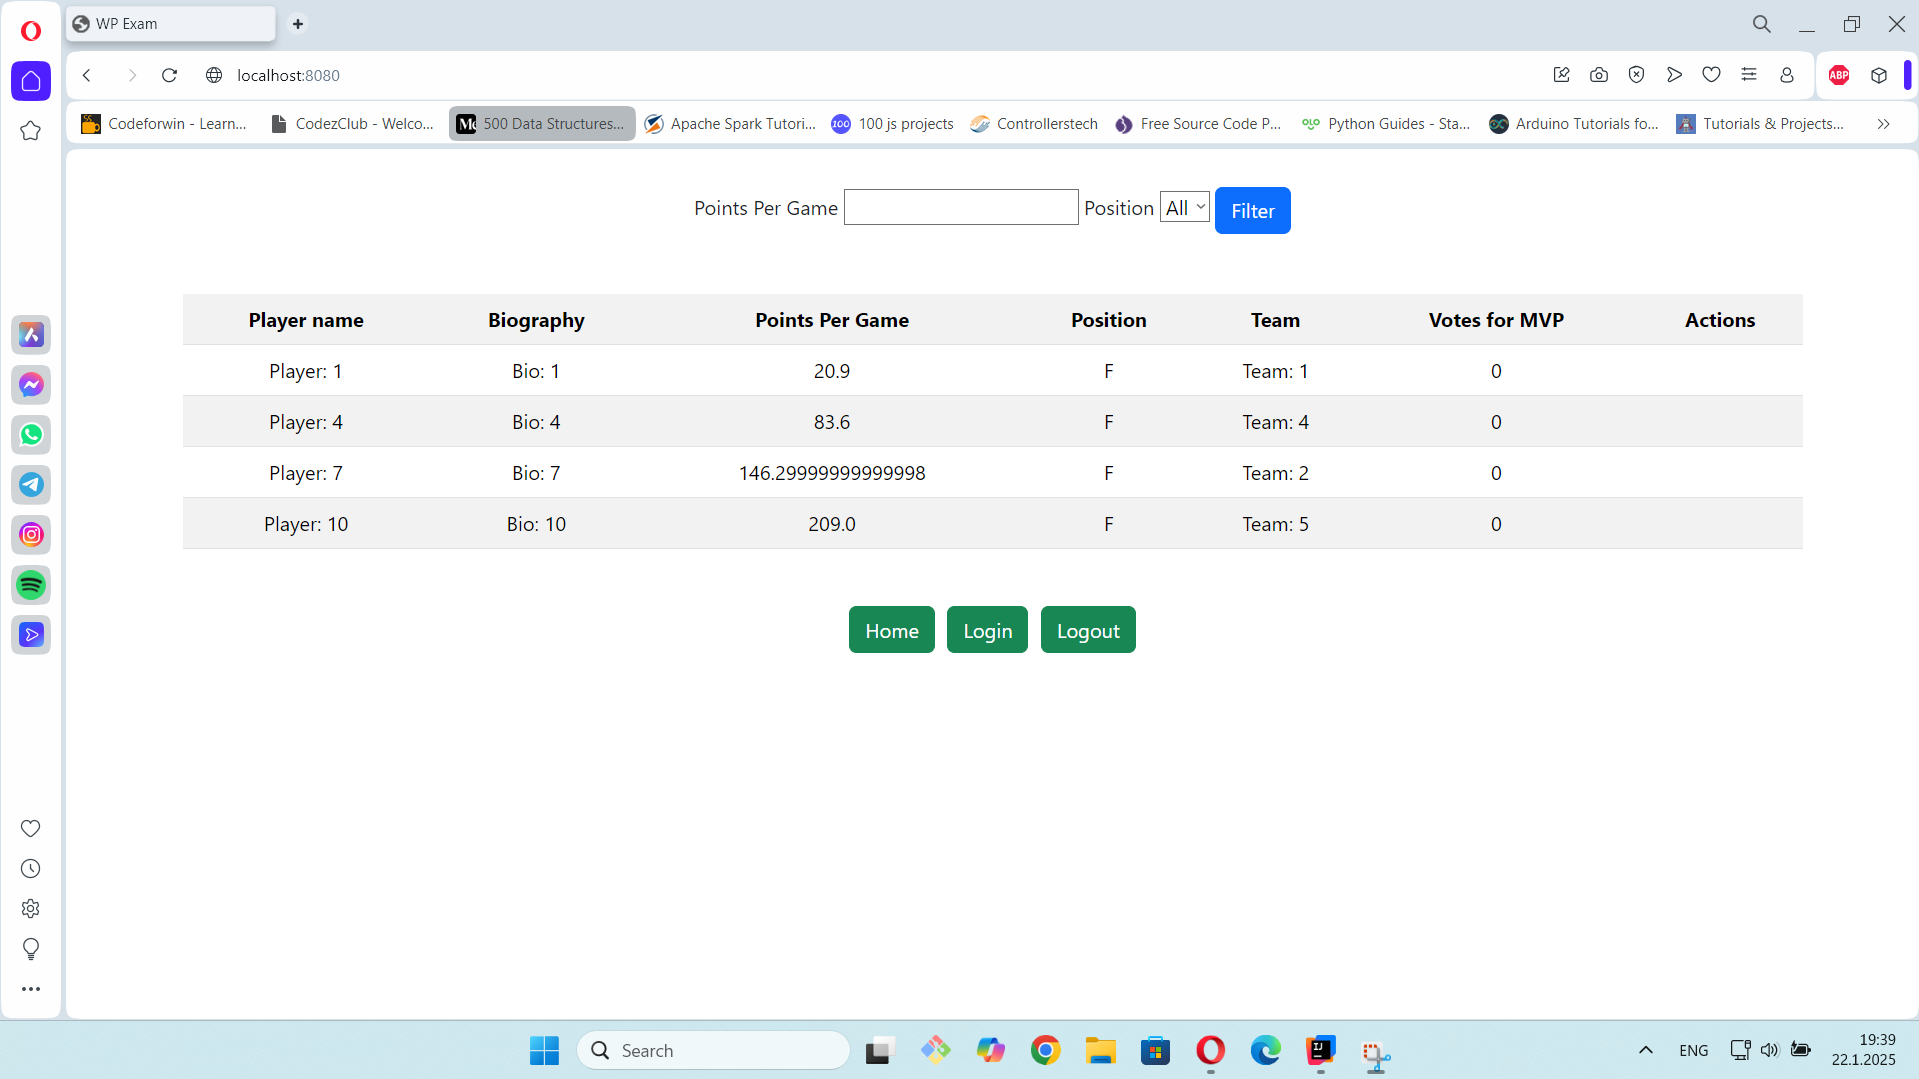 WP Exam
localhost:8080
ABP
Codeforwin - Learn... CodezClub - Welco... 500 Data Structures... Apache Spark Tutori... 100 js projects Controllerstech Free Source Code P... Python Guides - Sta... Arduino Tutorials fo... Tutorials & Projects...
Points Per Game Position All Filter
Player name Biography Points Per Game Position Team Votes for MVP Actions
Player: 1 Bio: 1 20.9 F Team: 1 0
Player: 4 Bio: 4 83.6 F Team: 4 0
Player: 7 Bio: 7 146.29999999999998 F Team: 2 0
Player: 10 Bio: 10 209.0 F Team: 5 0
Home Login Logout
Search
ENG
19:39
22.1.2025